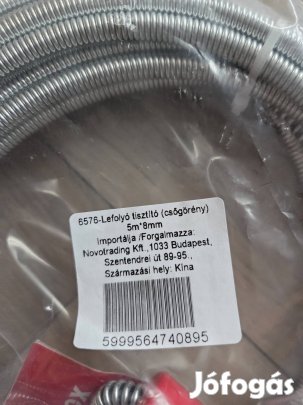 6576-Lefolyó tisztító (csőgörény)
5m*8mm
Importálja /Forgalmazza:
Novotrading Kft.,1033 Budapest,
Szentendrei út 89-95.,
Származási hely: Kína
5999564740895
Jófogás